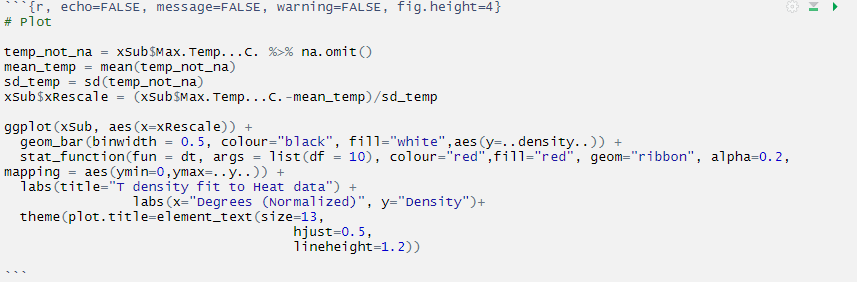 ```{r, echo=FALSE, message=FALSE, warning=FALSE, fig.height=4}
# Plot
temp_not_na = xSub$Max.Temp...C. %>% na.omit()
mean_temp = mean(temp_not_na)
sd_temp = sd(temp_not_na)
xSub$xRescale = (xSub$Max.Temp...C.-mean_temp)/sd_temp
ggplot(xSub, aes(x=xRescale)) +
  geom_bar(binwidth = 0.5, colour="black", fill="white",aes(y=..density..)) +
  stat_function(fun = dt, args = list(df = 10), colour="red",fill="red", geom="ribbon", alpha=0.2,
mapping = aes(ymin=0,ymax=..y..)) +
  labs(title="T density fit to Heat data") +
                labs(x="Degrees (Normalized)", y="Density")+
  theme(plot.title=element_text(size=13,
                                    hjust=0.5,
                                    lineheight=1.2))
```